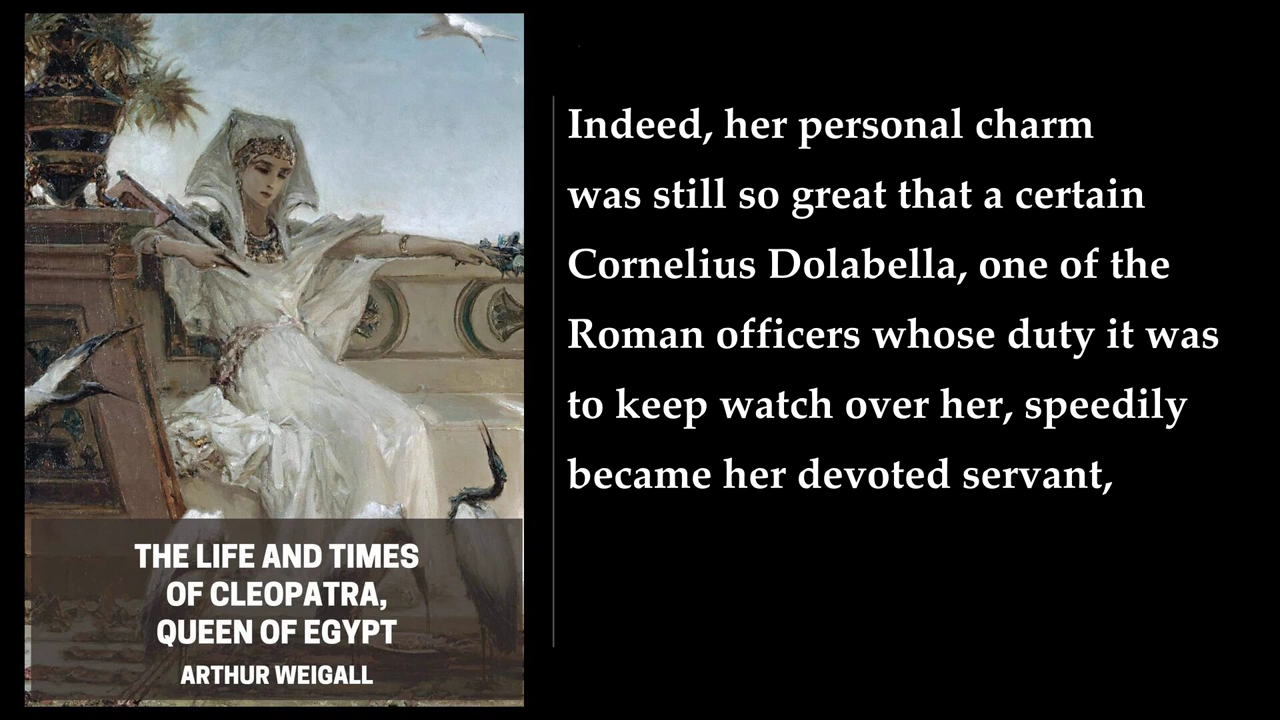 THE LIFE AND TIMES
OF CLEOPATRA,
QUEEN OF EGYPT
ARTHUR WEIGALL
Indeed, her personal charm
was still so great that a certain
Cornelius Dolabella, one of the
Roman officers whose duty it was
to keep watch over her, speedily
became her devoted servant,